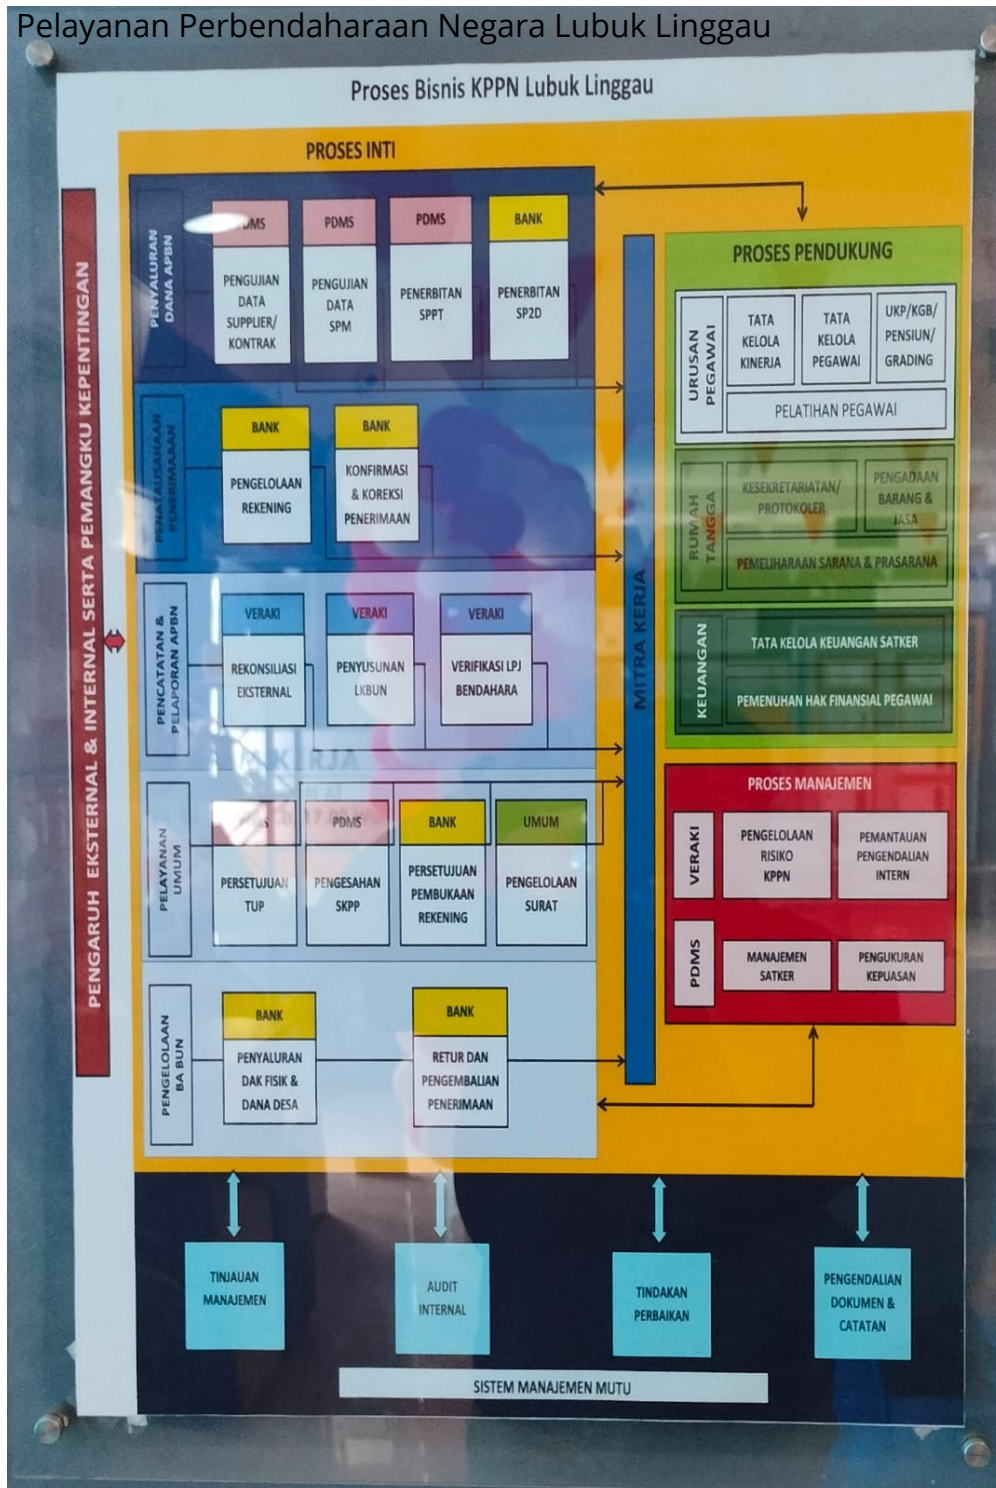 Pelayanan Perbendaharaan Negara Lubuk Linggau
Proses Bisnis KPPN Lubuk Linggau
PENGARUH EKSTERNAL & INTERNAL SERTA PEMANGKU KEPENTINGAN
PROSES INTI
PENYALURAN
DANA APBN
PDMS
PENGUJIAN
DATA
SUPPLIER/
KONTRAK
PDMS
PENGUJIAN
DATA
SPM
PDMS
PENERBITAN
SPPT
BANK
PENERBITAN
SP2D
PENATAUSAHAAN
PENERIMAAAN
BANK
PENGELOLAAN
REKENING
BANK
KONFIRMASI
& KOREKSI
PENERIMAAN
PENCATATAN &
PELAPORAN APBN
VERAKI
REKONSILIASI
EKSTERNAL
VERAKI
PENYUSUNAN
LKBUN
VERAKI
VERIFIKASI LPJ
BENDAHARA
PELAYANAN
UMUM
PERSETUJUAN
TUP
PDMS
PENGESAHAN
SKPP
BANK
PERSETUJUAN
PEMBUKAAN
REKENING
UMUM
PENGELOLAAN
SURAT
PENGELOLAAN
BA BUN
BANK
PENYALURAN
DAK FISIK &
DANA DESA
BANK
RETUR DAN
PENGEMBALIAN
PENERIMAAN
MITRA KERJA
PROSES PENDUKUNG
URUSAN
PEGAWAI
TATA
KELOLA
KINERJA
TATA
KELOLA
PEGAWAI
UKP/KGB/
PENSIUN/
GRADING
PELATIHAN PEGAWAI
RUMAH
TANGGA
KESEKRETARIATAN/
PROTOKOLER
PENGADAAN
BARANG &
JASA
PEMELIHARAAN SARANA & PRASARANA
KEUANGAN
TATA KELOLA KEUANGAN SATKER
PEMENUHAN HAK FINANSIAL PEGAWAI
PROSES MANAJEMEN
VERAKI
PENGELOLAAN
RISIKO
KPPN
PEMANTAUAN
PENGENDALIAN
INTERN
PDMS
MANAJEMEN
SATKER
PENGUKURAN
KEPUASAN
TINJAUAN
MANAJEMEN
AUDIT
INTERNAL
TINDAKAN
PERBAIKAN
PENGENDALIAN
DOKUMEN &
CATATAN
SISTEM MANAJEMEN MUTU